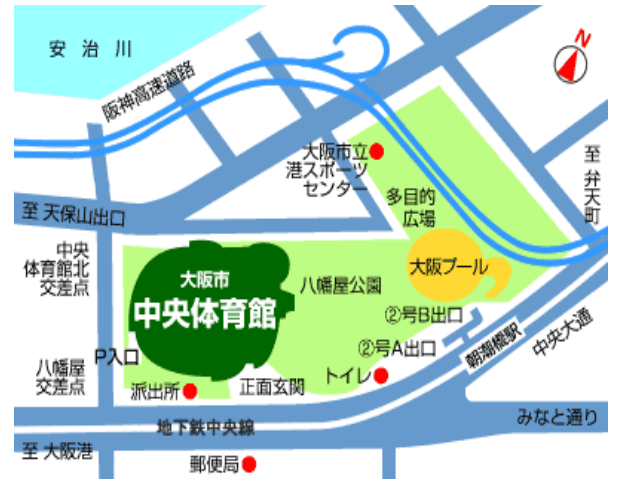 安治川
N
阪神高速道路
大阪市立
港スポーツ
センター
至 弁天町
多目的
広場
至 天保山出口
中央
体育館北
交差点
大阪市
中央体育館
八幡屋公園
大阪プール
②号B出口
②号A出口
朝潮橋駅
中央大通
P入口
八幡屋
交差点
派出所
正面玄関
トイレ
みなと通り
地下鉄中央線
至 大阪港
郵便局